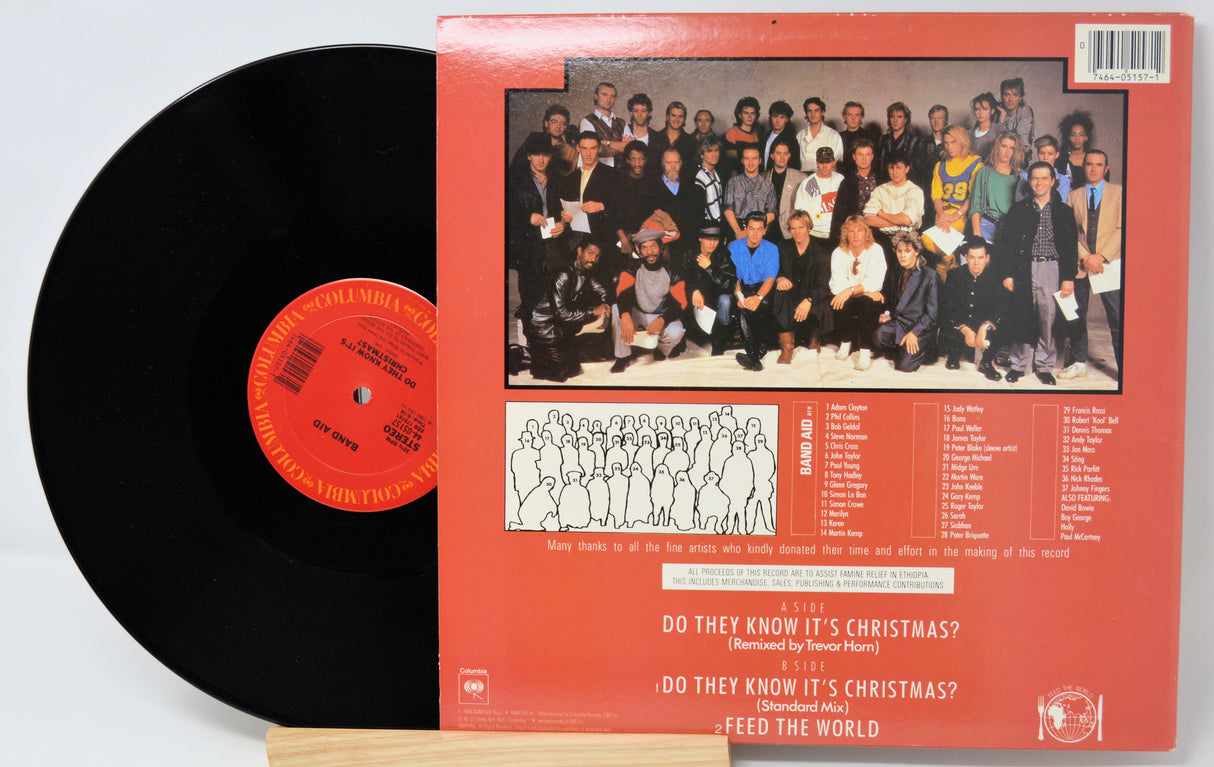 0
7464-05157-1
COLUMBIA COLUMBIA COLUMBIA
BAND AID
STEREO
44-05157
DO THEY KNOW IT'S
CHRISTMAS?
BAND AID are
1 Adam Clayton
2 Phil Collins
3 Bob Geldof
4 Steve Norman
5 Chris Cross
6 John Taylor
7 Paul Young
8 Tony Hadley
9 Glenn Gregory
10 Simon Le Bon
11 Simon Crowe
12 Marilyn
13 Keren
14 Martin Kemp
15 Jody Watley
16 Bono
17 Paul Weller
18 James Taylor
19 Peter Blake (sleeve artist)
20 George Michael
21 Midge Ure
22 Martin Ware
23 John Keeble
24 Gary Kemp
25 Roger Taylor
26 Sarah
27 Siobhan
28 Peter Briquette
29 Francis Rossi
30 Robert 'Kool' Bell
31 Dennis Thomas
32 Andy Taylor
33 Jon Moss
34 Sting
35 Rick Parfitt
36 Nick Rhodes
37 Johnny Fingers
ALSO FEATURING:
David Bowie
Boy George
Holly
Paul McCartney
Many thanks to all the fine artists who kindly donated their time and effort in the making of this record
ALL PROCEEDS OF THIS RECORD ARE TO ASSIST FAMINE RELIEF IN ETHIOPIA.
THIS INCLUDES MERCHANDISE, SALES, PUBLISHING & PERFORMANCE CONTRIBUTIONS.
A SIDE
DO THEY KNOW IT'S CHRISTMAS?
(Remixed by Trevor Horn)
B SIDE
1 DO THEY KNOW IT'S CHRISTMAS?
(Standard Mix)
2 FEED THE WORLD
Columbia
FEED THE WORLD